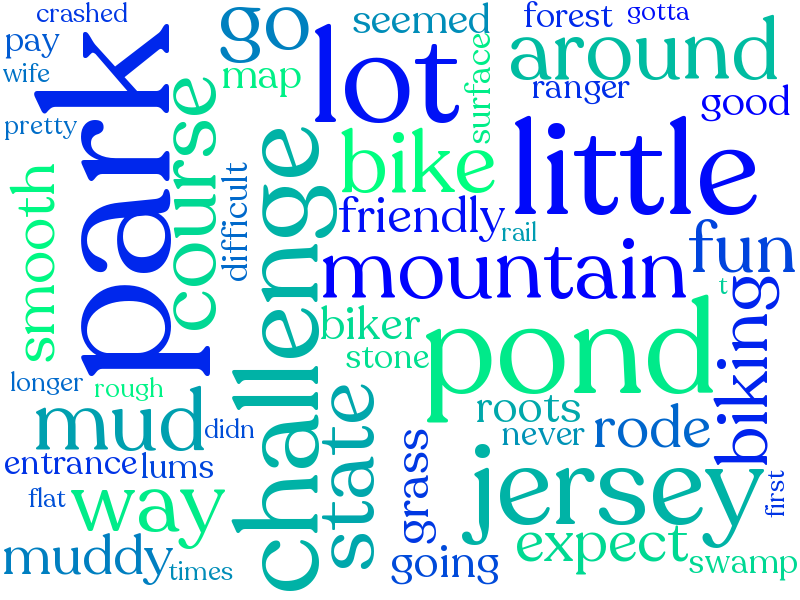 crashed
pay
wife
pretty
park
go
map
seemed
forest
gotta
around
lot
surface
ranger
good
course
challenge
bike
little
smooth
difficult
friendly
rail
fun
mountain
t
biker
stone
pond
biking
longer
rough
mud
didn
state
roots
never
rode
entrance
lums
grass
jersey
first
flat
way
expect
muddy
times
going
swamp